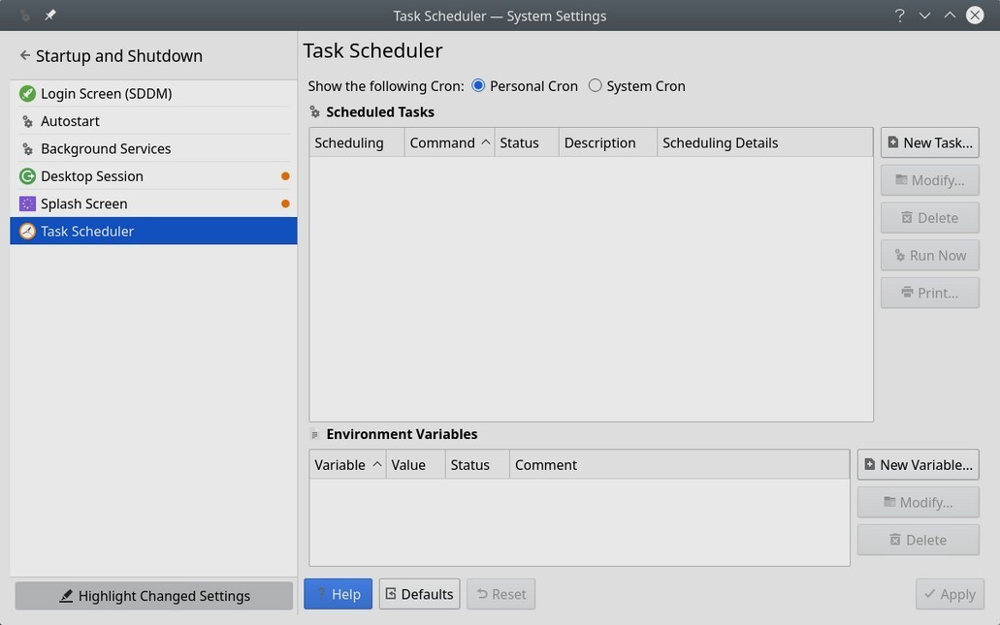 Task Scheduler — System Settings
Startup and Shutdown
Login Screen (SDDM)
Autostart
Background Services
Desktop Session
Splash Screen
Task Scheduler
Highlight Changed Settings
Task Scheduler
Show the following Cron: Personal Cron System Cron
Scheduled Tasks
Scheduling Command Status Description Scheduling Details
New Task...
Modify...
Delete
Run Now
Print...
Environment Variables
Variable Value Status Comment
New Variable...
Modify...
Delete
? Help Defaults Reset Apply